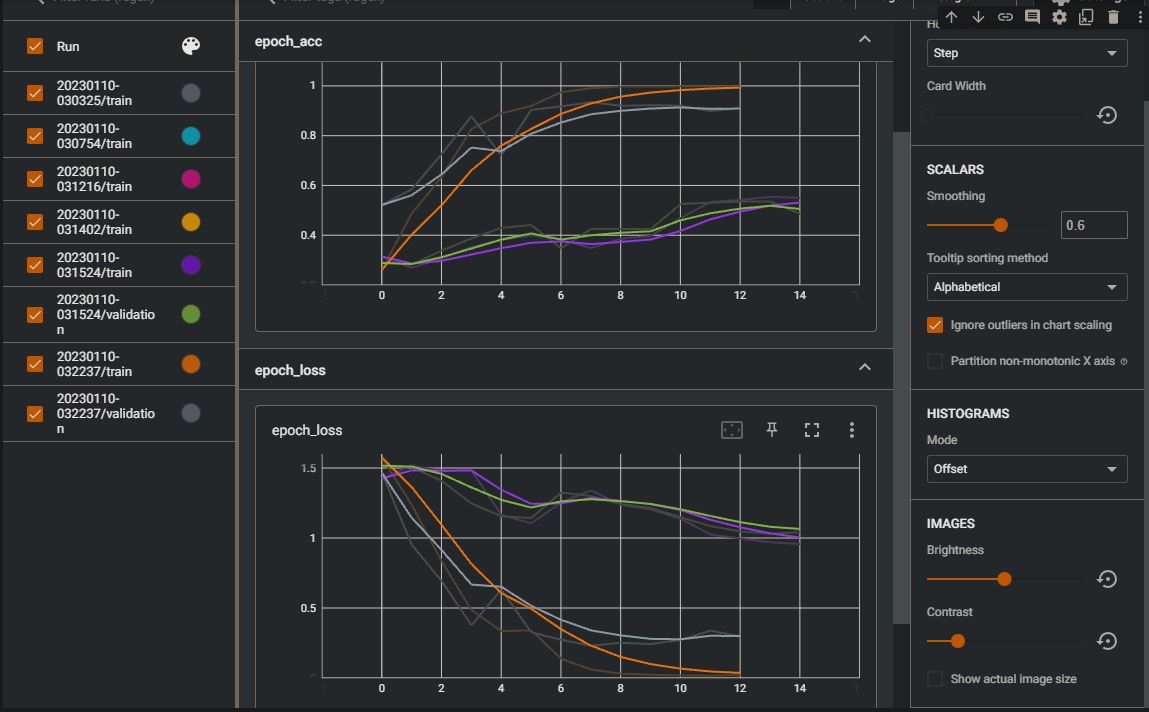 Run
20230110-
030325/train
20230110-
030754/train
20230110-
031216/train
20230110-
031402/train
20230110-
031524/train
20230110-
031524/validatio
n
20230110-
032237/train
20230110-
032237/validatio
n
epoch_acc
1
0.8
0.6
0.4
0 2 4 6 8 10 12 14
epoch_loss
epoch_loss
1.5
1
0.5
0 2 4 6 8 10 12 14
Step
Card Width
SCALARS
Smoothing
0.6
Tooltip sorting method
Alphabetical
Ignore outliers in chart scaling
Partition non-monotonic X axis
HISTOGRAMS
Mode
Offset
IMAGES
Brightness
Contrast
Show actual image size